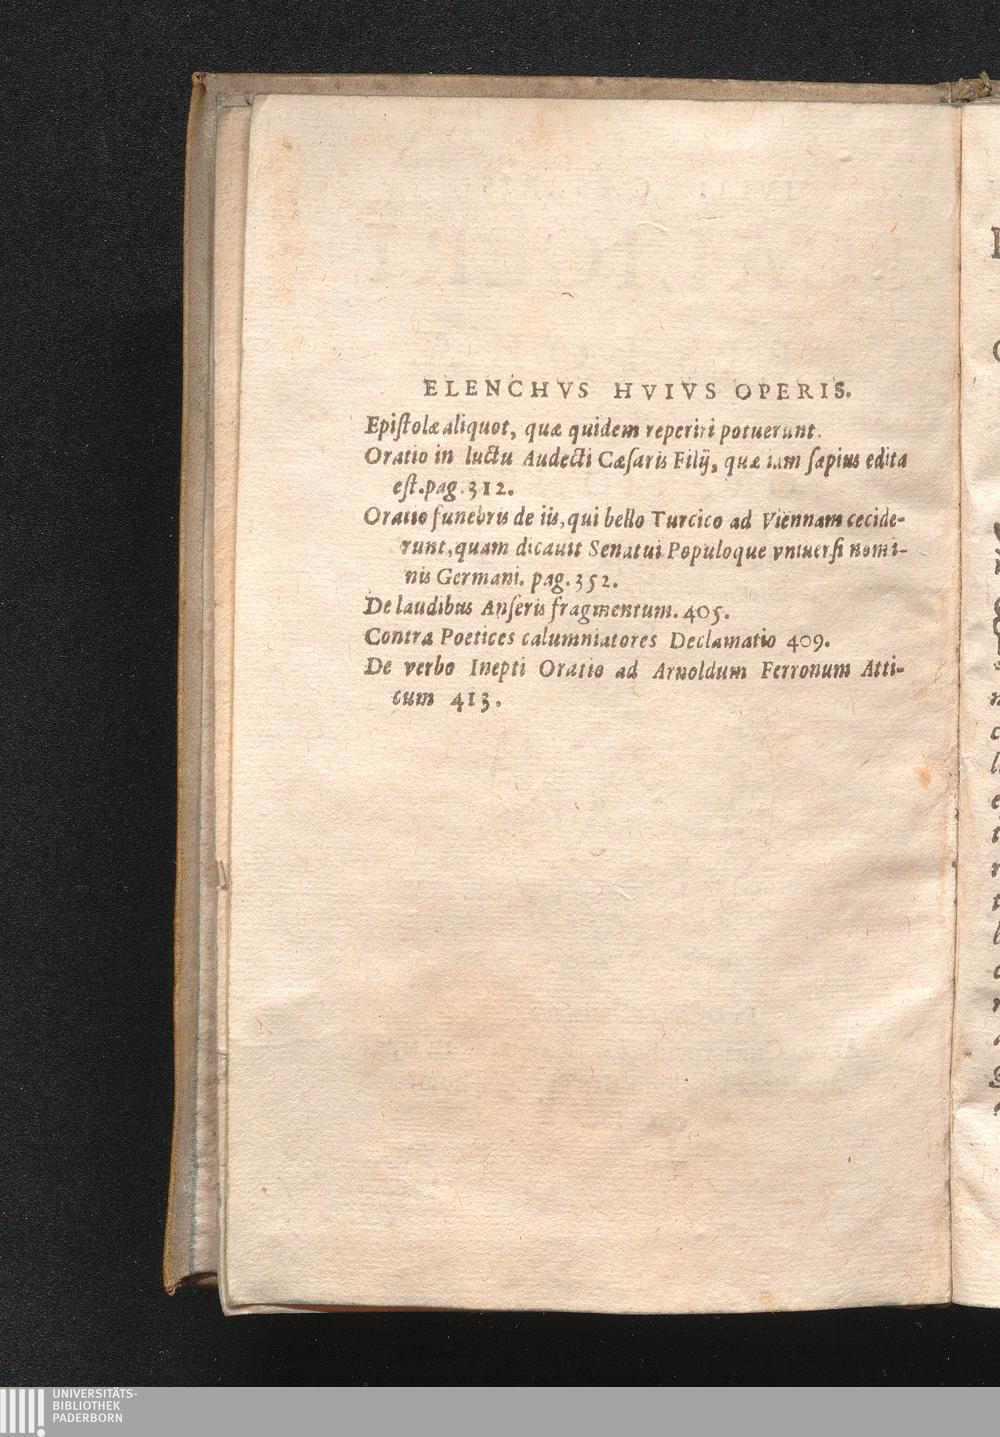 ELENCHVS HVIVS OPERIS.
Epiſtolæ aliquot, quæ quidem reperiri potuerunt.
Oratio in luctu Audecti Cæſaris Filij, quæ iam ſæpius edita
eſt. pag. 312.
Oratio funebris de iis, qui bello Turcico ad Viennam cecide-
runt, quam dicauit Senatui Populoque vniuerſi nomi-
nis Germani. pag. 352.
De laudibus Anſeris fragmentum. 405.
Contra Poetices calumniatores Declamatio 409.
De verbo Inepti Oratio ad Arnoldum Ferronum Atti-
cum 413.
UNIVERSITÄTS-
BIBLIOTHEK
PADERBORN